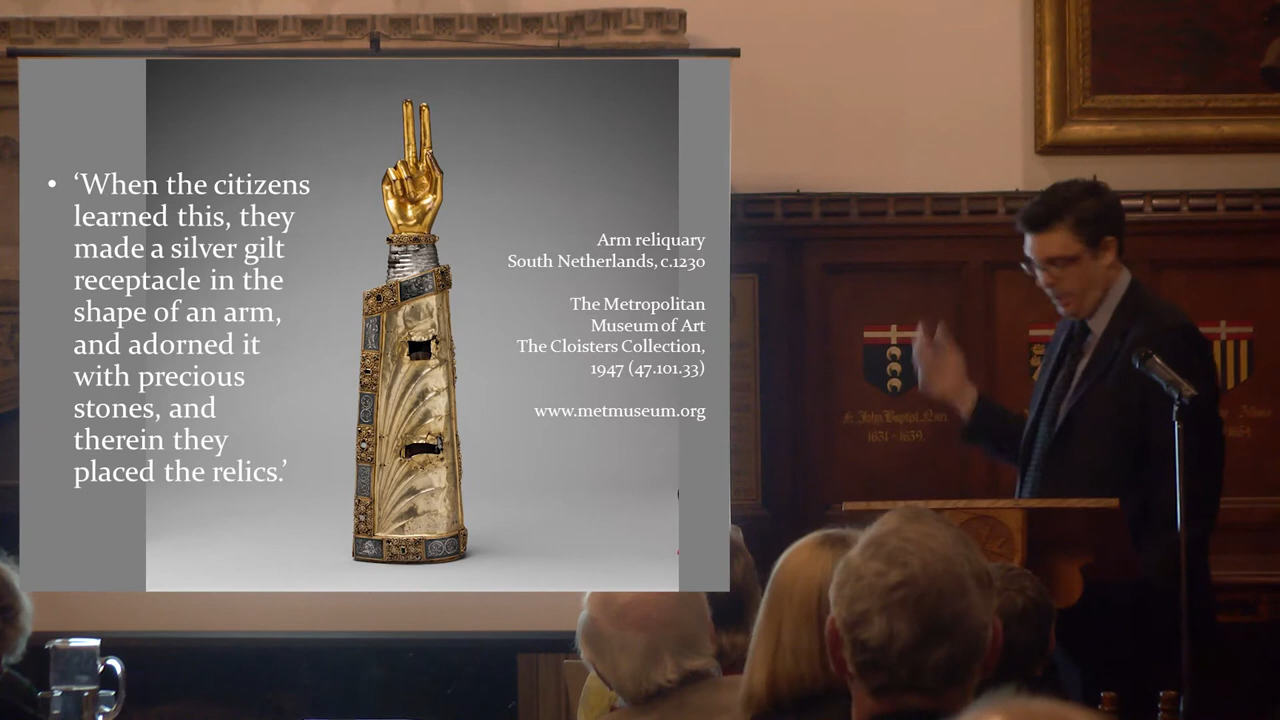 • ‘When the citizens
learned this, they
made a silver gilt
receptacle in the
shape of an arm,
and adorned it
with precious
stones, and
therein they
placed the relics.’
Arm reliquary
South Netherlands, c.1230
The Metropolitan
Museum of Art
The Cloisters Collection,
1947 (47.101.33)
www.metmuseum.org
John Baptist
1631 - 1639.